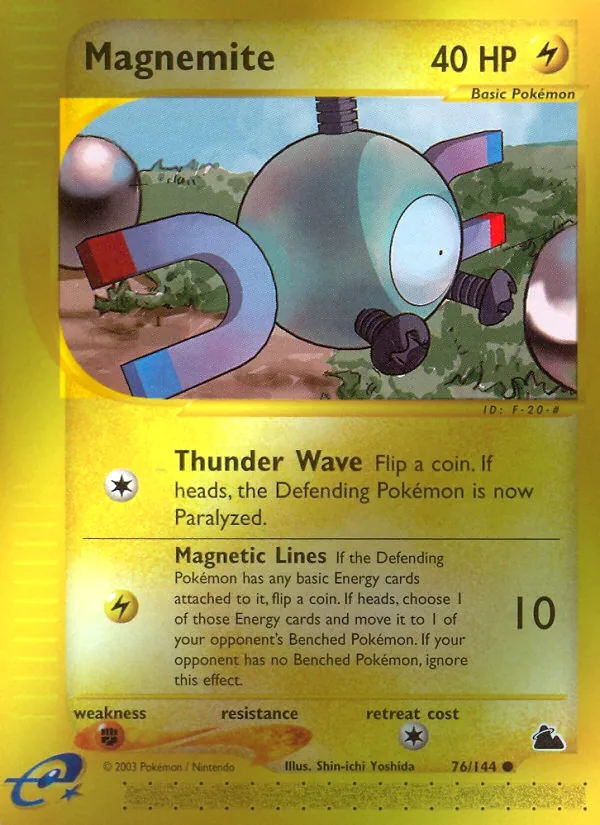 Magnemite 40 HP
Basic Pokémon
ID: F-20-#
Thunder Wave Flip a coin. If
heads, the Defending Pokémon is now
Paralyzed.
Magnetic Lines If the Defending
Pokémon has any basic Energy cards
attached to it, flip a coin. If heads, choose 1
of those Energy cards and move it to 1 of
your opponent's Benched Pokémon. If your
opponent has no Benched Pokémon, ignore
this effect.
10
weakness resistance retreat cost
© 2003 Pokémon / Nintendo Illus. Shin-ichi Yoshida 76/144
e